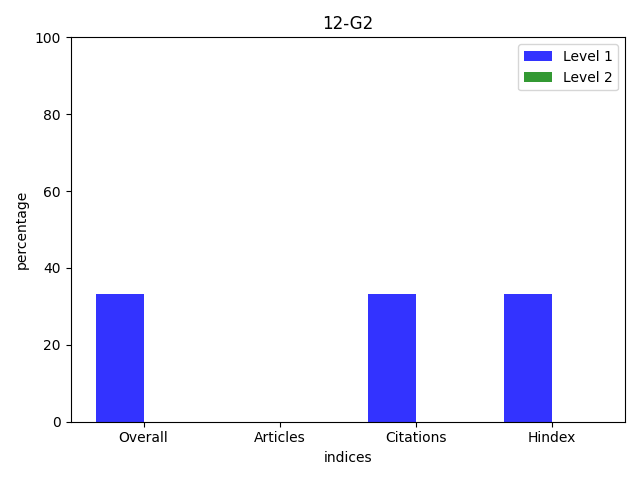 12-G2
100
80
60
40
20
0
percentage
Level 1
Level 2
Overall
Articles
Citations
Hindex
indices